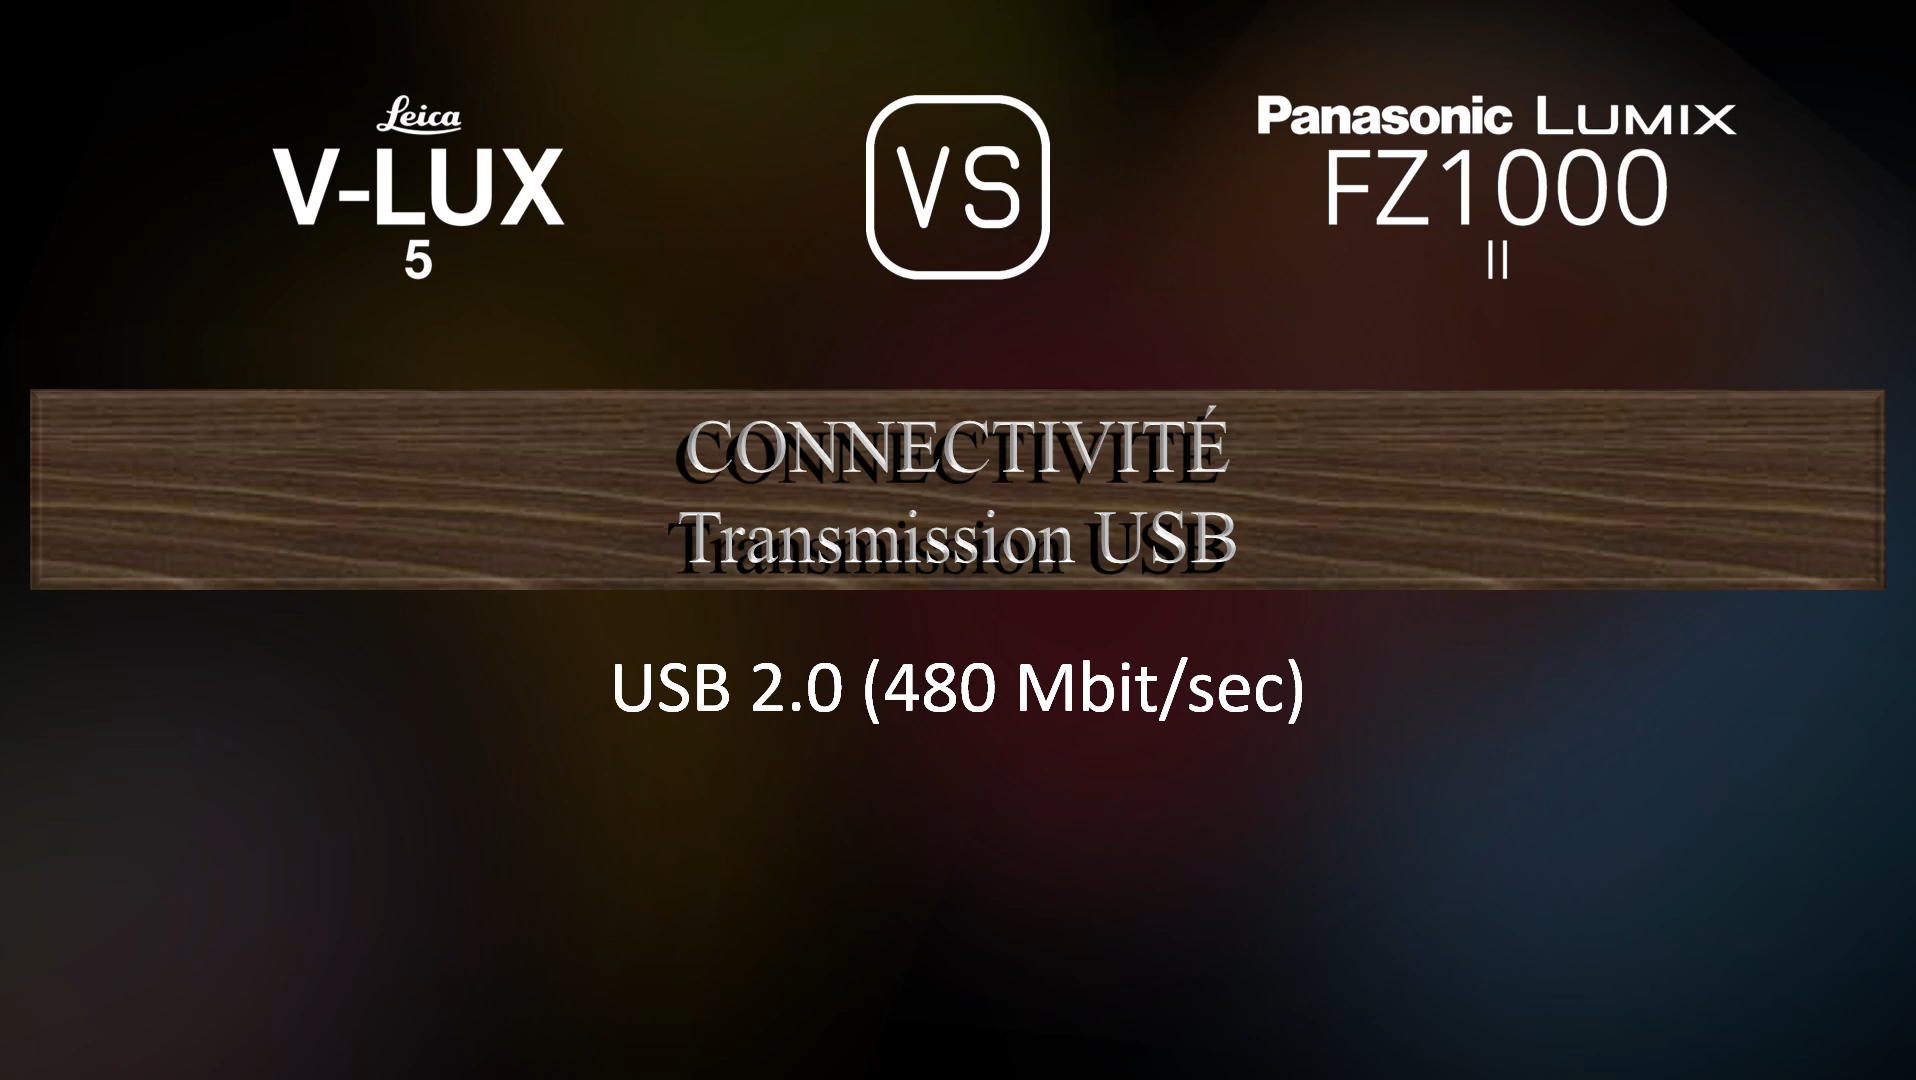 Leica
V-LUX
5
VS
Panasonic LUMIX
FZ1000
II
CONNECTIVITÉ
Transmission USB
USB 2.0 (480 Mbit/sec)